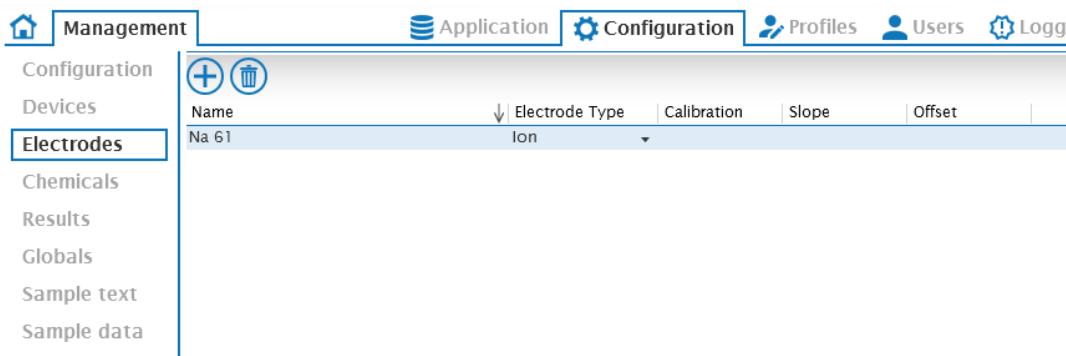 Management Application Configuration Profiles Users Logg
Configuration
Devices
Electrodes
Chemicals
Results
Globals
Sample text
Sample data
Name Electrode Type Calibration Slope Offset
Na 61 Ion